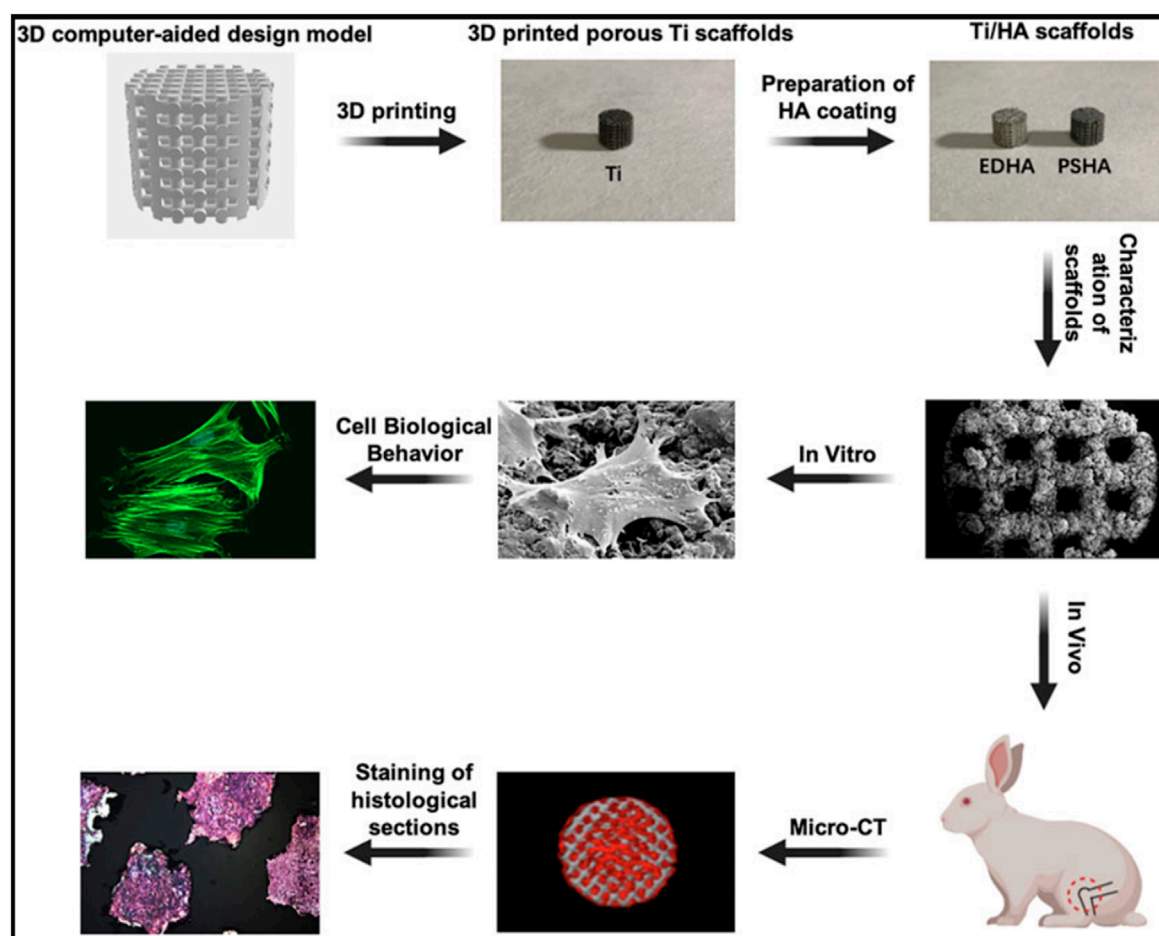 3D computer-aided design model
3D printing
3D printed porous Ti scaffolds
Ti
Preparation of
HA coating
Ti/HA scaffolds
EDHA
PSHA
Characteriz
ation of
scaffolds
Cell Biological
Behavior
In Vitro
In Vivo
Staining of
histological
sections
Micro-CT